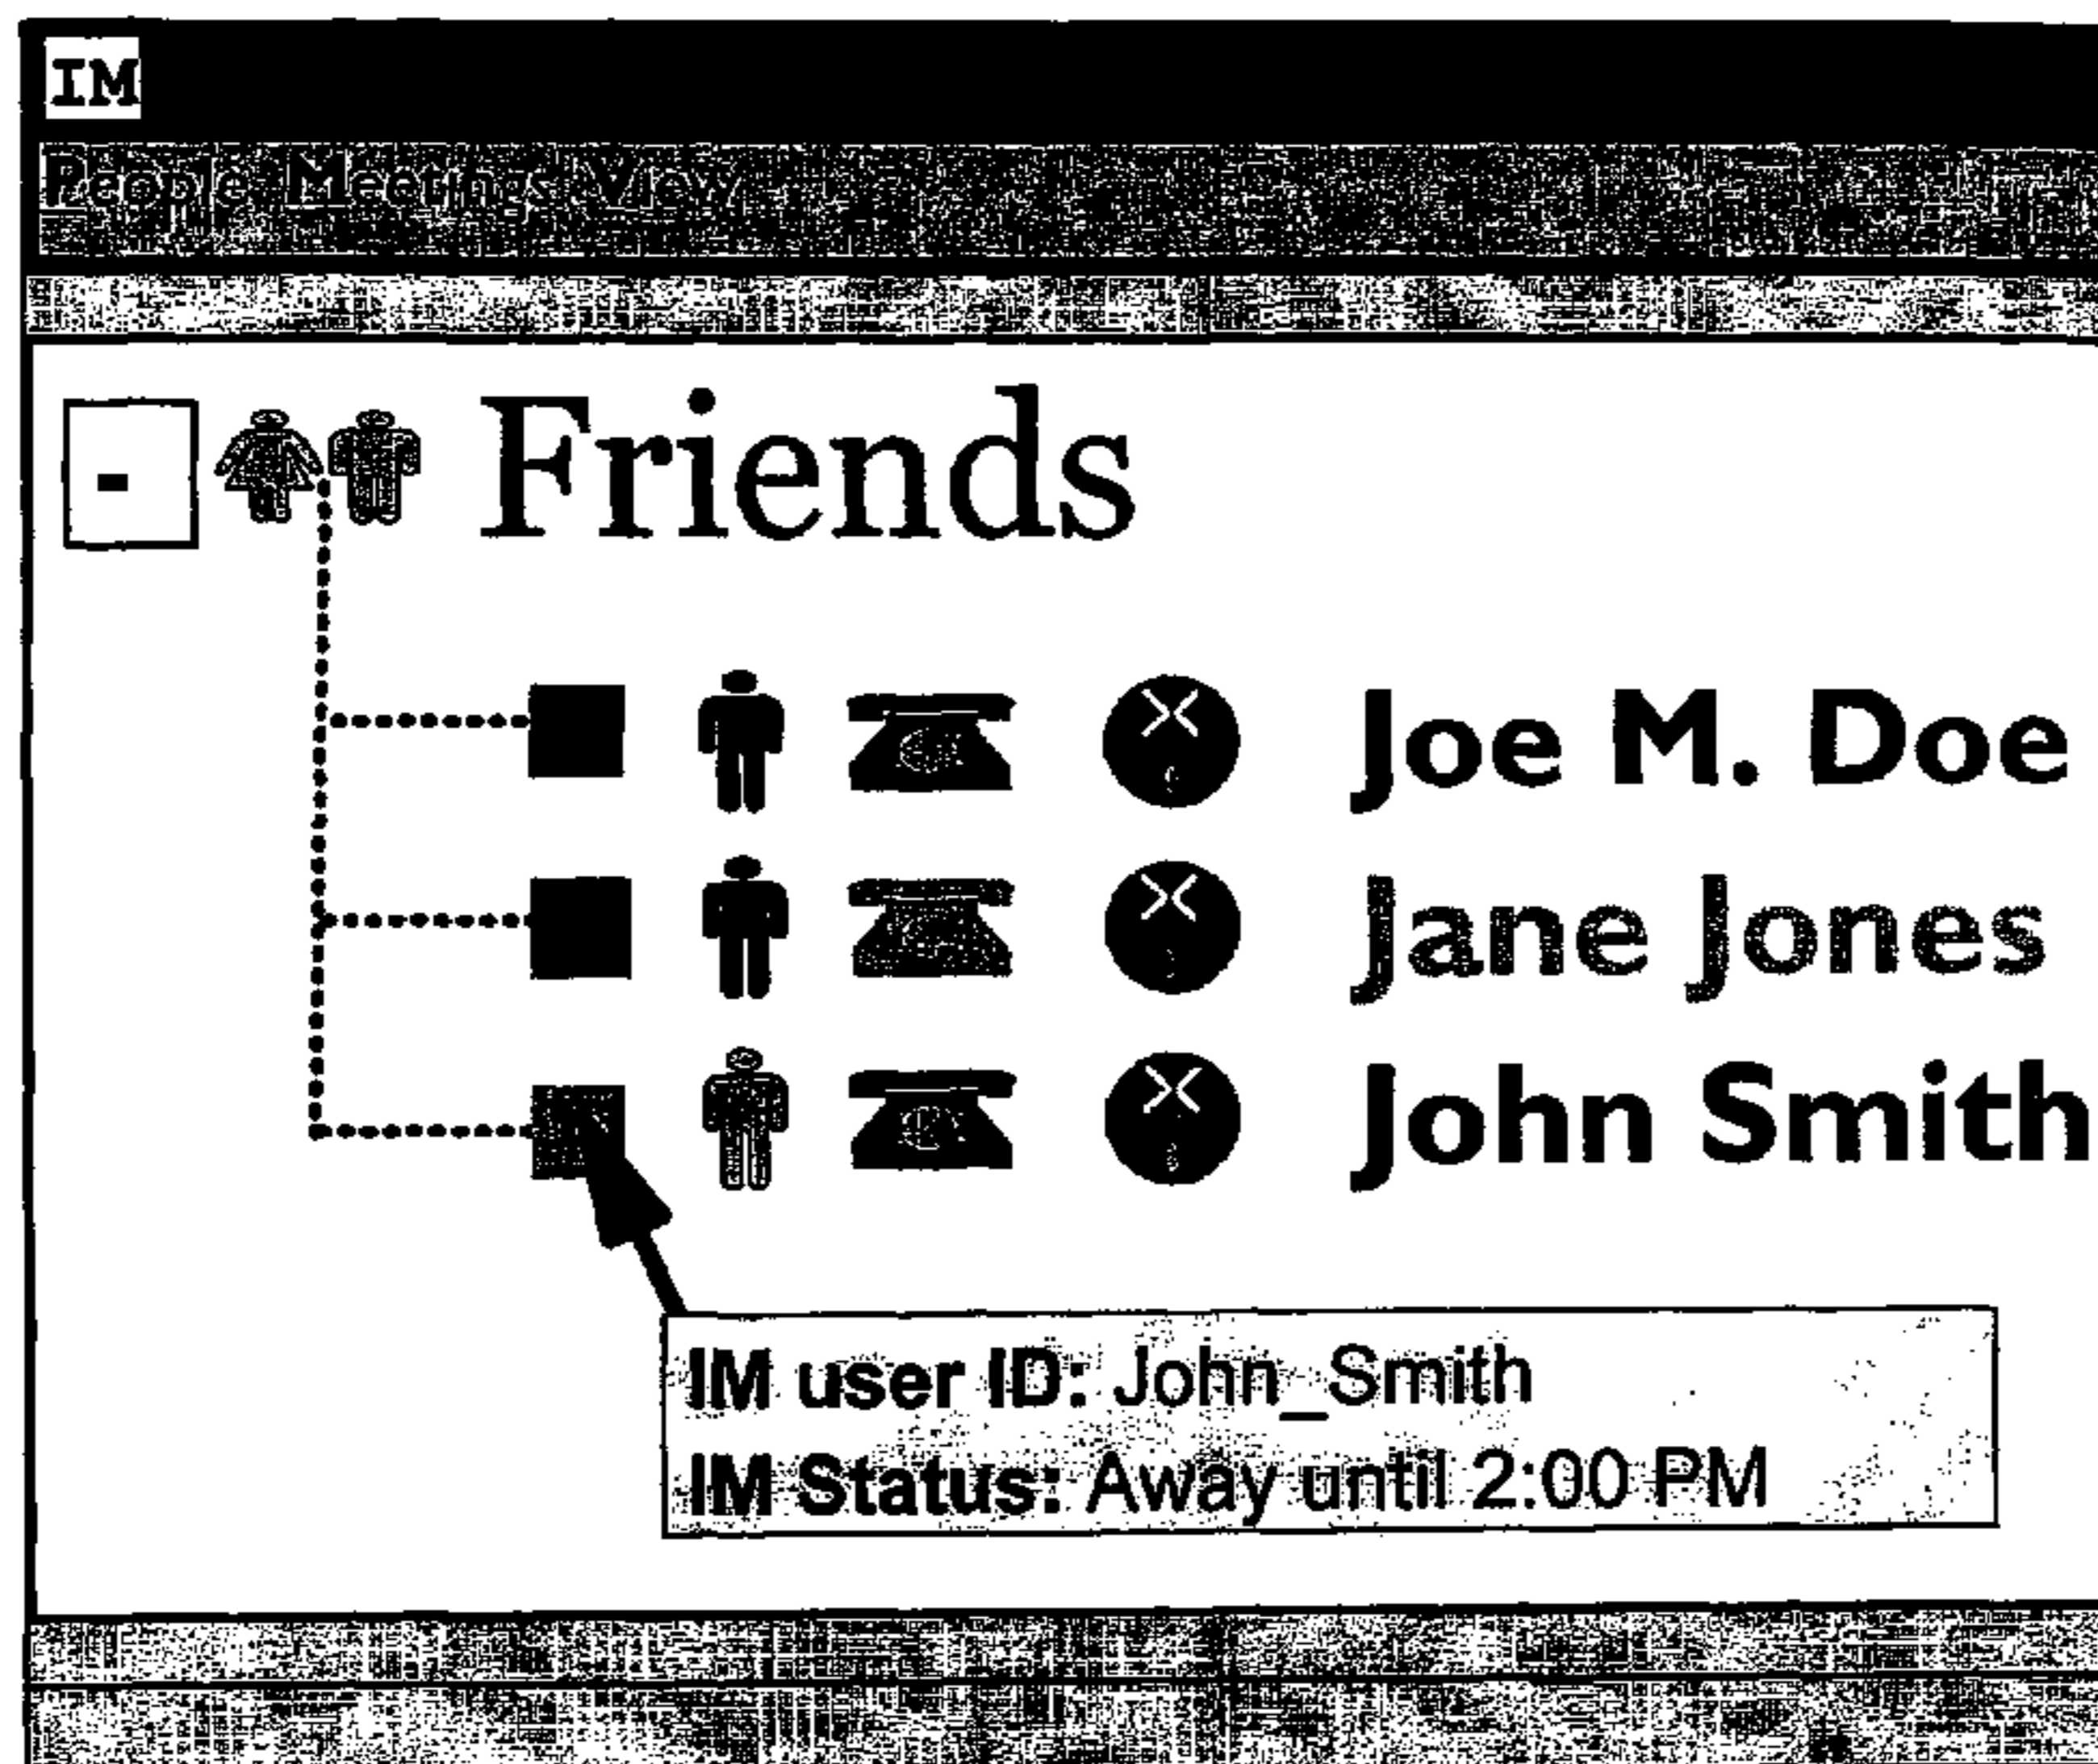 IM
People Meetings View
Friends
Joe M. Doe
Jane Jones
John Smith
IM user ID: John_Smith
IM Status: Away until 2:00 PM